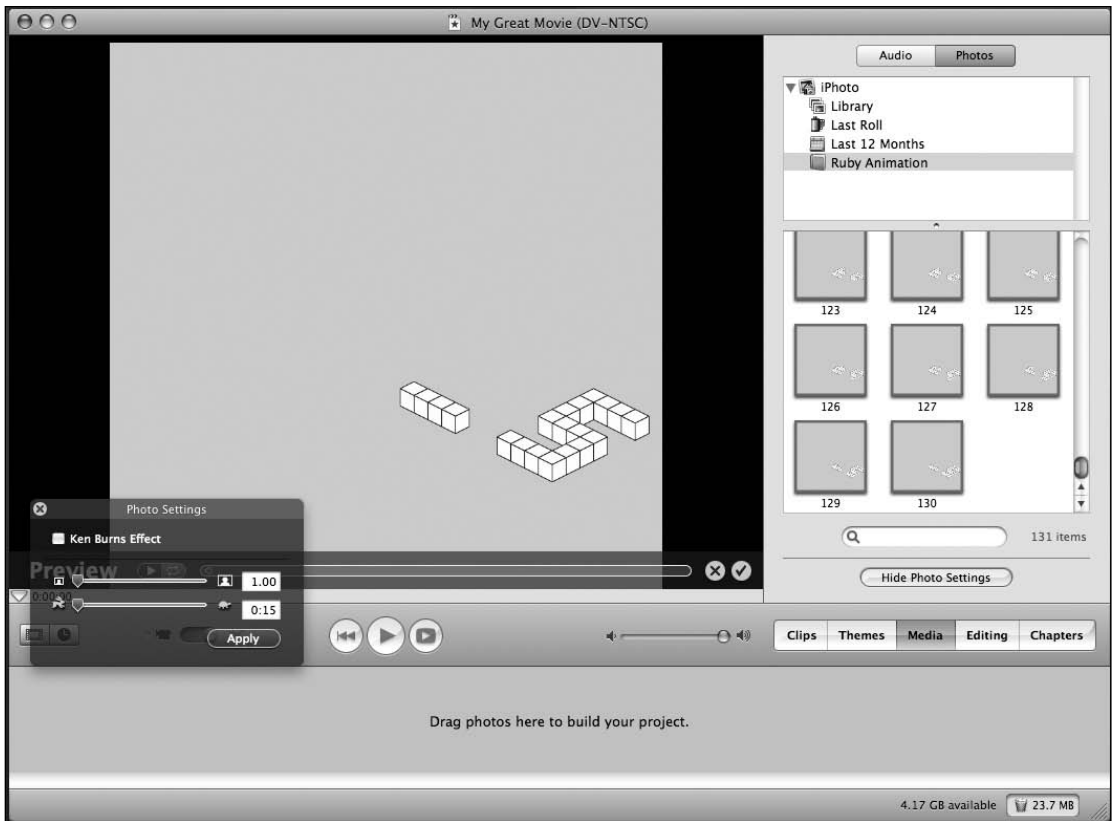 My Great Movie (DV-NTSC)
Audio
Photos
iPhoto
Library
Last Roll
Last 12 Months
Ruby Animation
123
124
125
126
127
128
129
130
131 items
Hide Photo Settings
Photo Settings
Ken Burns Effect
Preview
1.00
0:00:00
0:15
Apply
Clips
Themes
Media
Editing
Chapters
Drag photos here to build your project.
4.17 GB available
23.7 MB